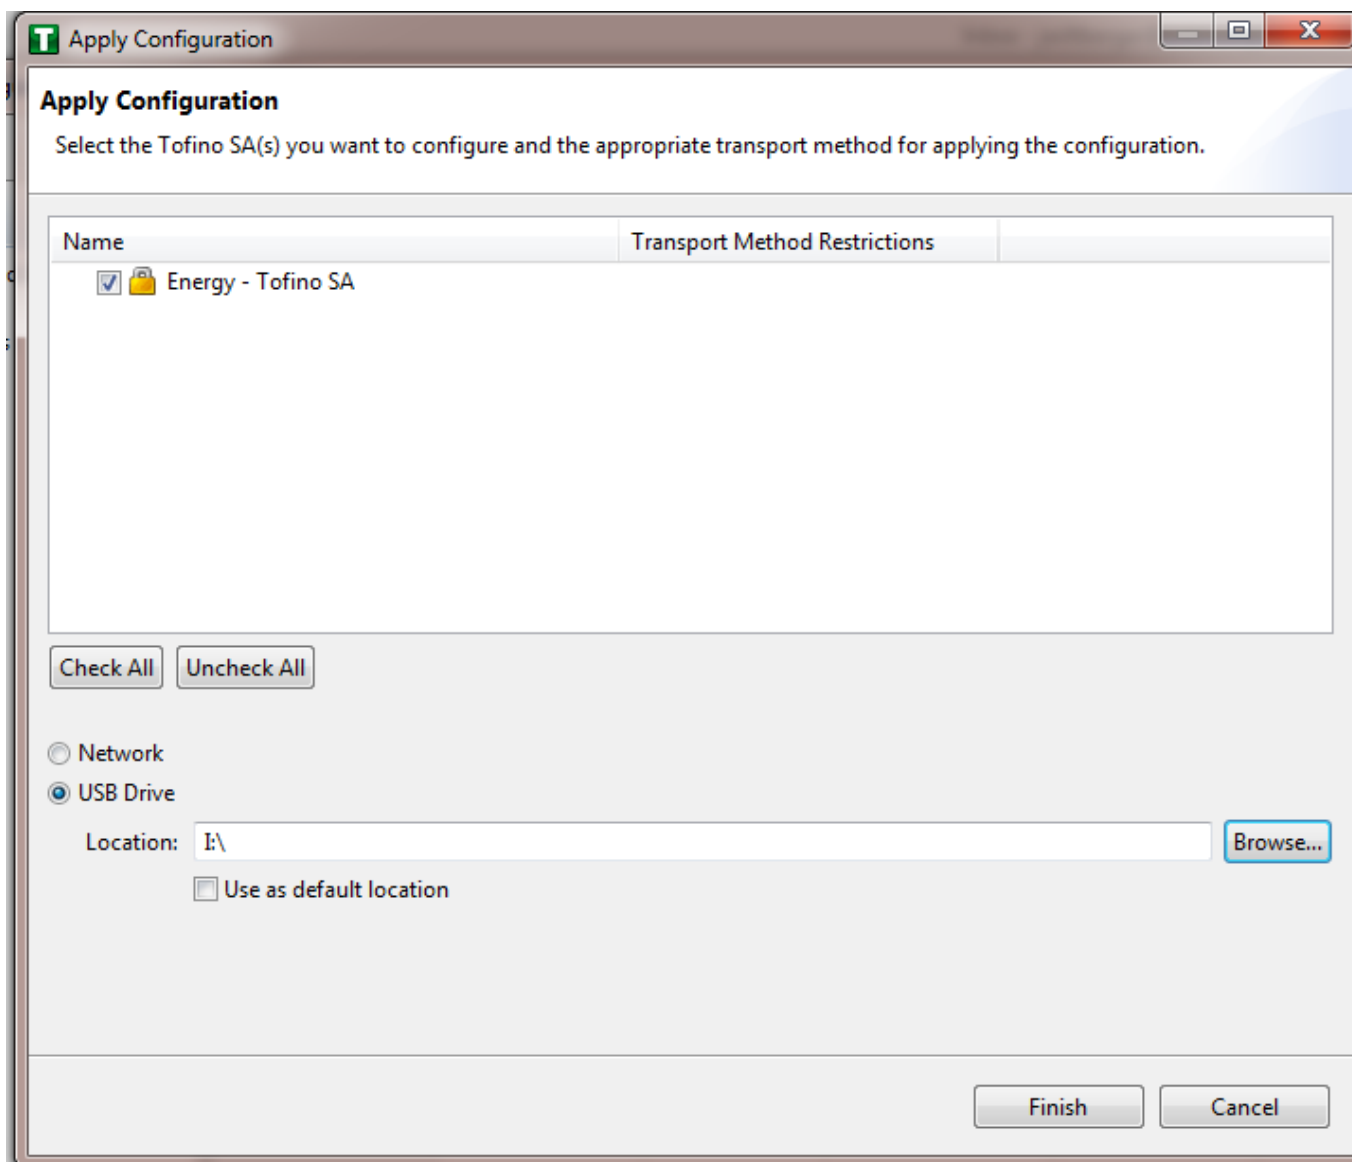 T Apply Configuration
Apply Configuration
Select the Tofino SA(s) you want to configure and the appropriate transport method for applying the configuration.
Name Transport Method Restrictions
Energy - Tofino SA
Check All Uncheck All
Network
USB Drive
Location: I:\ Browse...
Use as default location
Finish Cancel